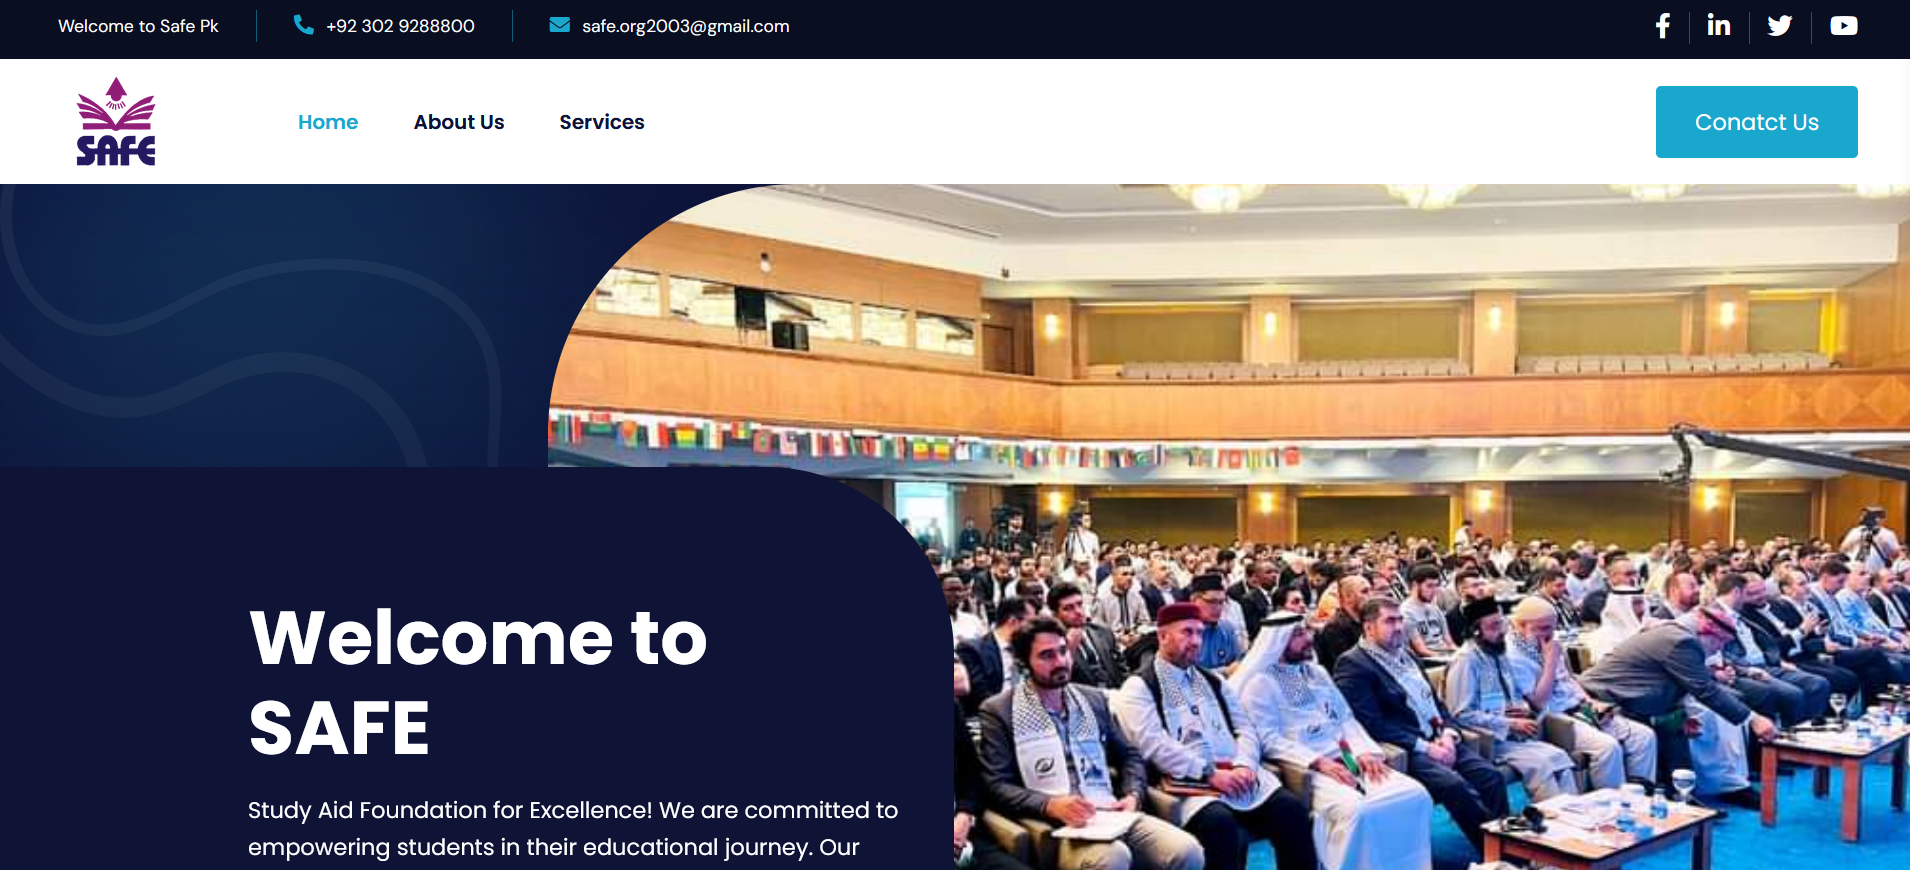 Welcome to Safe Pk
+92 302 9288800
safe.org2003@gmail.com
SAFE
Home
About Us
Services
Conatct Us
Welcome to
SAFE
Study Aid Foundation for Excellence! We are committed to
empowering students in their educational journey. Our